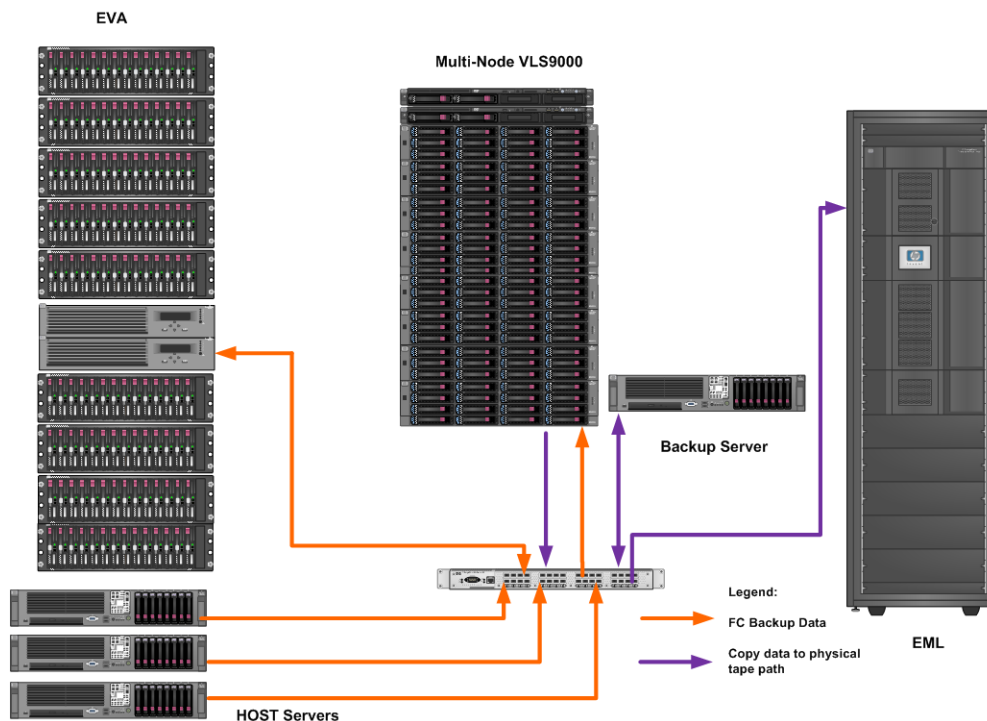 EVA
Multi-Node VLS9000
Backup Server
Legend:
FC Backup Data
Copy data to physical
tape path
EML
HOST Servers